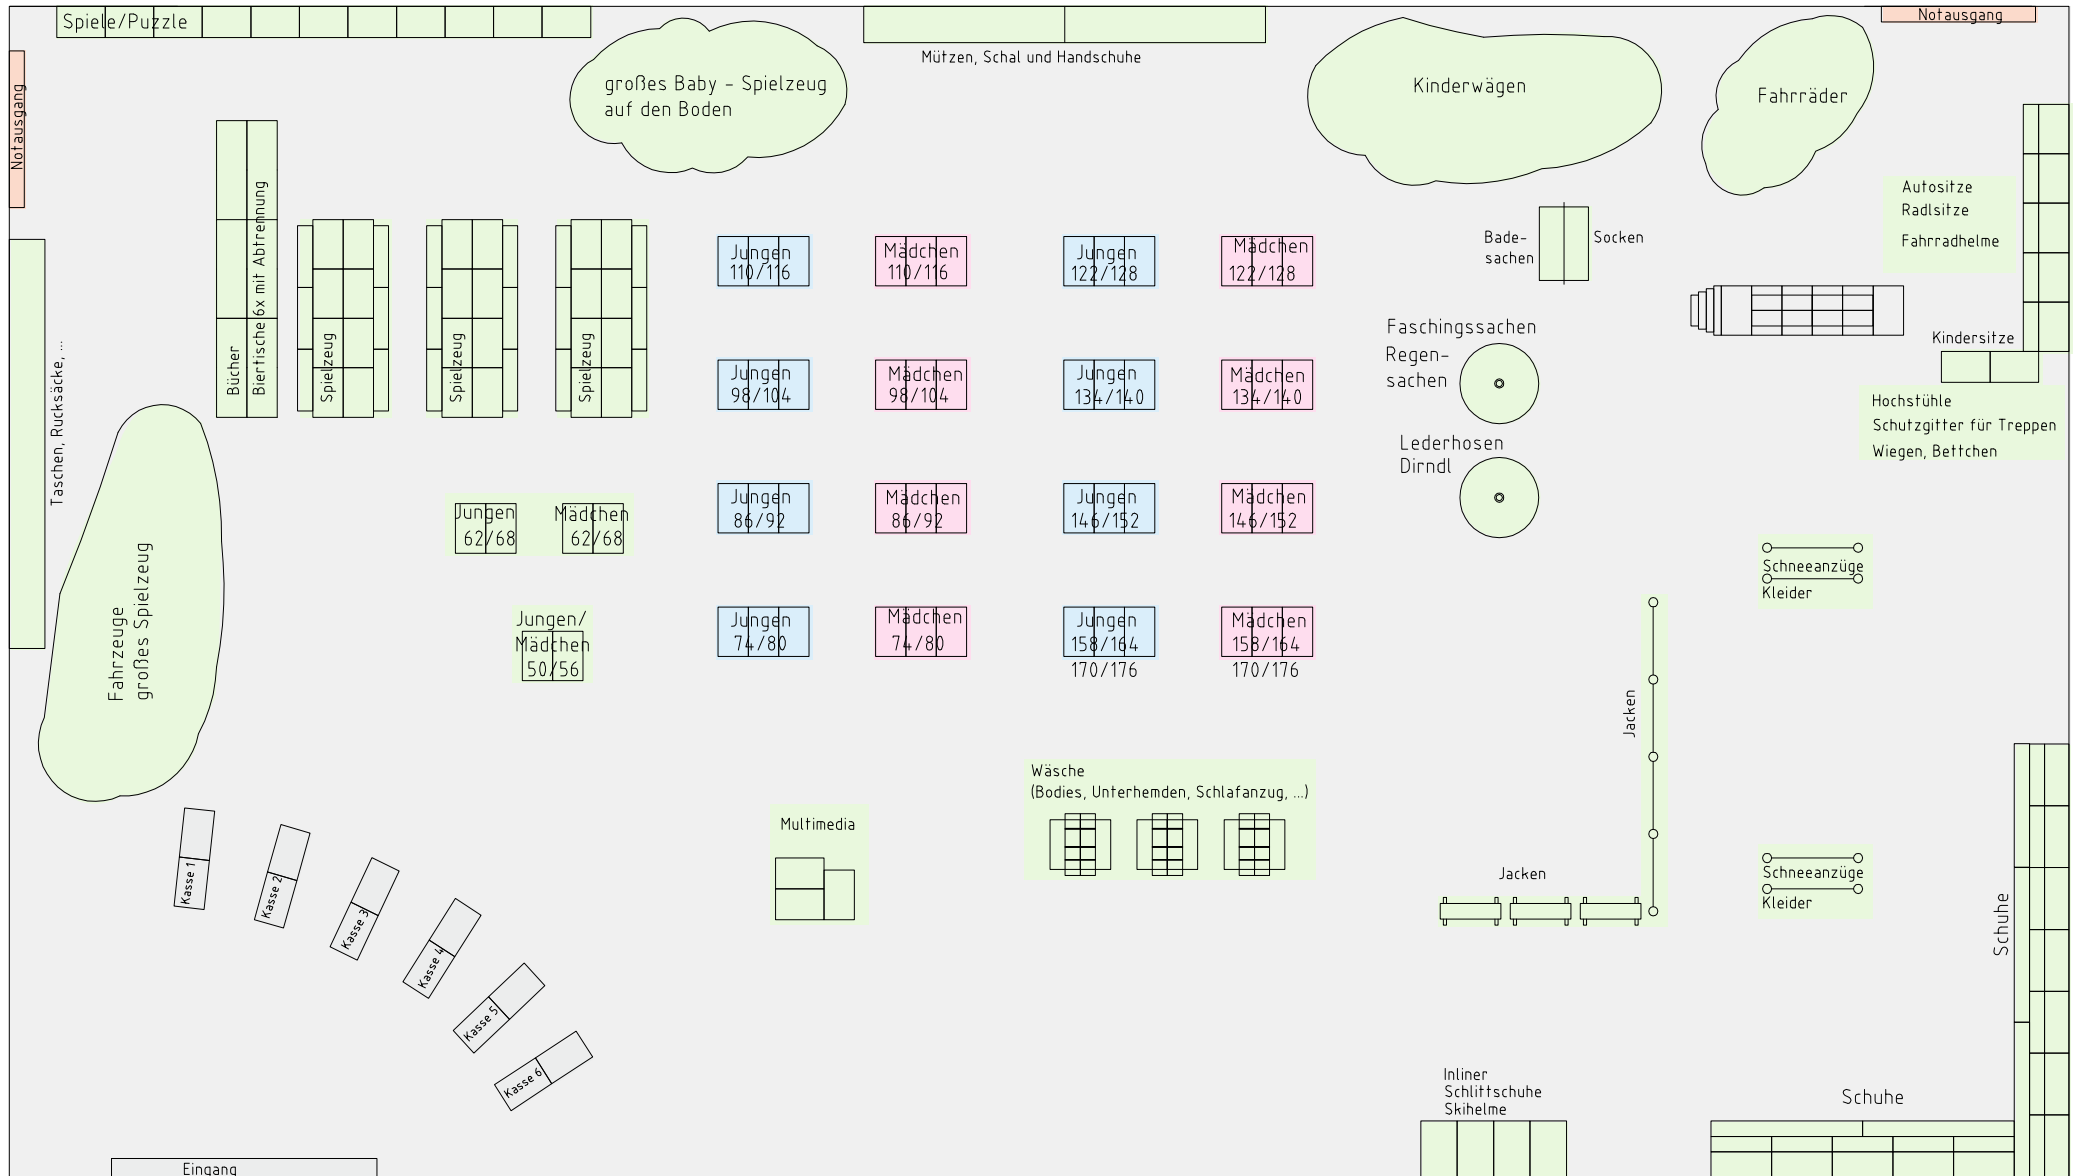 Spiele/Puzzle
Notausgang
Notausgang
großes Baby - Spielzeug
auf den Boden
Mützen, Schal und Handschuhe
Kinderwägen
Fahrräder
Autositze
Radlsitze
Fahrradhelme
Bücher
Biertische 6x mit Abtrennung
Spielzeug
Spielzeug
Spielzeug
Jungen
110/116
Mädchen
110/116
Jungen
122/128
Mädchen
122/128
Bade-
sachen
Socken
Taschen, Rucksäcke, ...
Jungen
98/104
Mädchen
98/104
Jungen
134/140
Mädchen
134/140
Faschingssachen
Regen-
sachen
Kindersitze
Hochstühle
Schutzgitter für Treppen
Wiegen, Bettchen
Lederhosen
Dirndl
Jungen
62/68
Mädchen
62/68
Jungen
86/92
Mädchen
86/92
Jungen
146/152
Mädchen
146/152
Fahrzeuge
großes Spielzeug
Jungen/
Mädchen
50/56
Jungen
74/80
Mädchen
74/80
Jungen
158/164
170/176
Mädchen
158/164
170/176
Schneeanzüge
Kleider
Jacken
Wäsche
(Bodies, Unterhemden, Schlafanzug, ...)
Multimedia
Jacken
Schneeanzüge
Kleider
Schuhe
Kasse 1
Kasse 2
Kasse 3
Kasse 4
Kasse 5
Kasse 6
Inliner
Schlittschuhe
Skihelme
Schuhe
Eingang